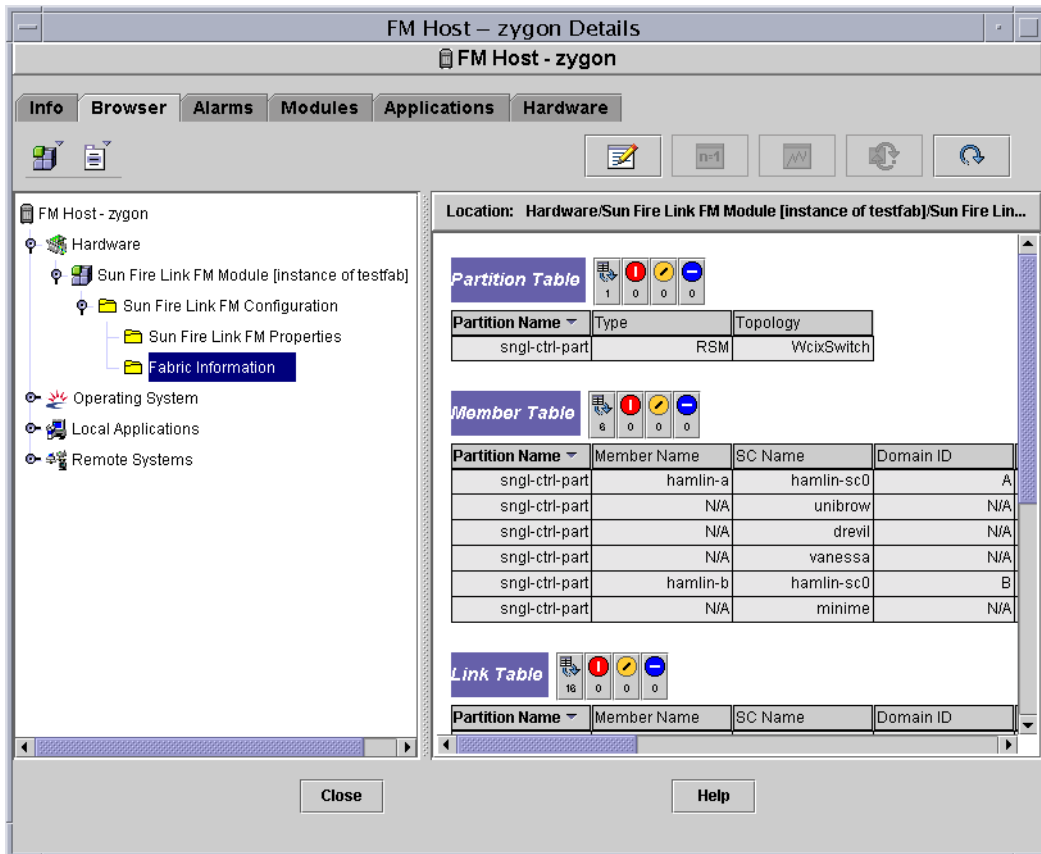 FM Host – zygon Details
FM Host - zygon
Info Browser Alarms Modules Applications Hardware
n=1
FM Host - zygon
Hardware
Sun Fire Link FM Module [instance of testfab]
Sun Fire Link FM Configuration
Sun Fire Link FM Properties
Fabric Information
Operating System
Local Applications
Remote Systems
Location: Hardware/Sun Fire Link FM Module [instance of testfab]/Sun Fire Lin...
Partition Table 1 0 0 0
Partition Name Type Topology
sngl-ctrl-part RSM WcixSwitch
Member Table 6 0 0 0
Partition Name Member Name SC Name Domain ID
sngl-ctrl-part hamlin-a hamlin-sc0 A
sngl-ctrl-part N/A unibrow N/A
sngl-ctrl-part N/A drevil N/A
sngl-ctrl-part N/A vanessa N/A
sngl-ctrl-part hamlin-b hamlin-sc0 B
sngl-ctrl-part N/A minime N/A
Link Table 16 0 0 0
Partition Name Member Name SC Name Domain ID
Close Help